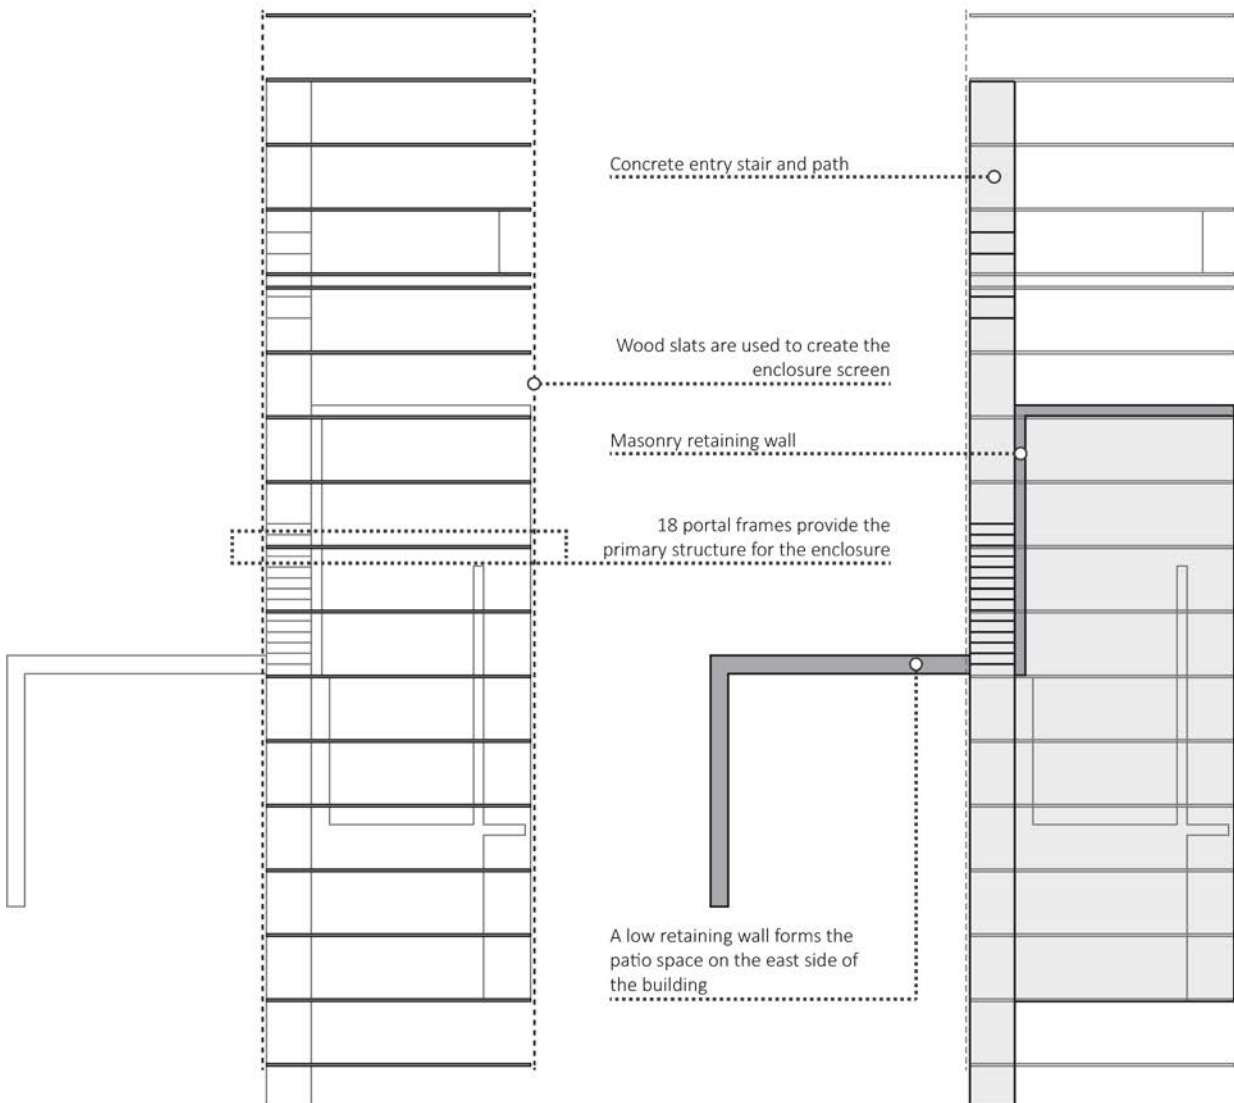 Concrete entry stair and path
Wood slats are used to create the
enclosure screen
Masonry retaining wall
18 portal frames provide the
primary structure for the enclosure
A low retaining wall forms the
patio space on the east side of
the building